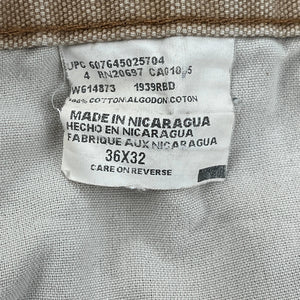 UPC 607645025704
4 RN20697 CA010
W614873 1939RBD
100% COTTON/ALGODON/COTON
MADE IN NICARAGUA
HECHO EN NICARAGUA
FABRIQUE AUX NICARAGUA
36X32
CARE ON REVERSE